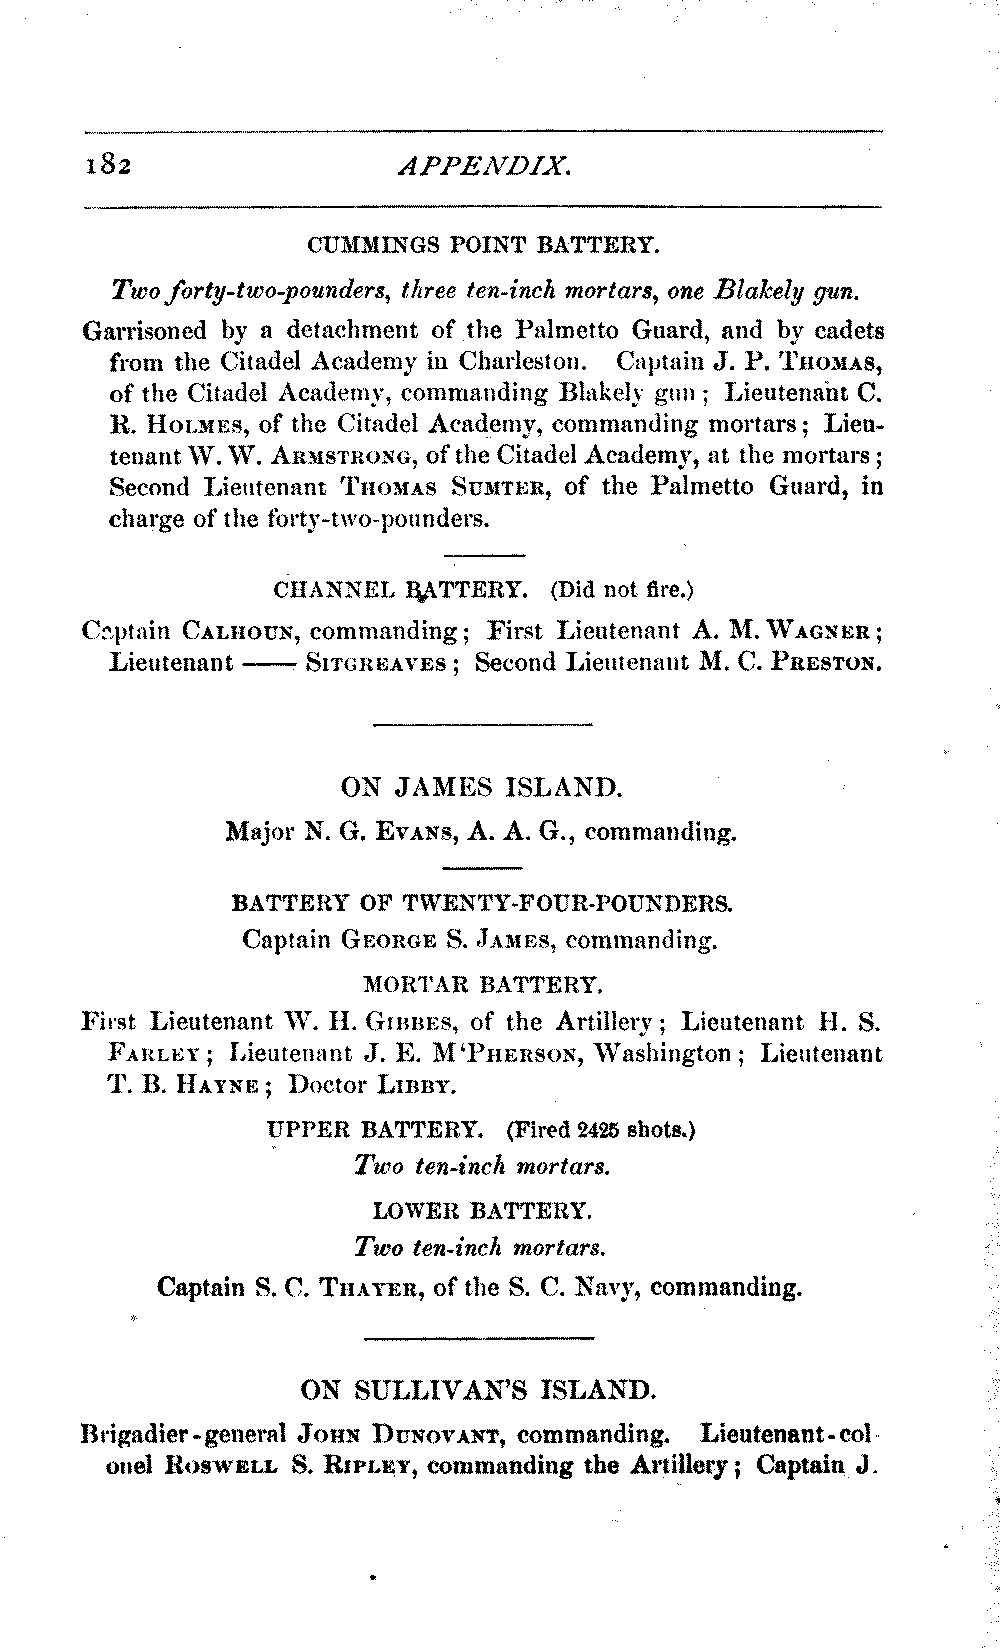 182 APPENDIX.
CUMMINGS POINT BATTERY.
Two forty-two-pounders, three ten-inch mortars, one Blakely gun.
Garrisoned by a detachment of the Palmetto Guard, and by cadets
from the Citadel Academy in Charleston. Captain J. P. THOMAS,
of the Citadel Academy, commanding Blakely gun; Lieutenant C.
R. HOLMES, of the Citadel Academy, commanding mortars; Lieu-
tenant W. W. ARMSTRONG, of the Citadel Academy, at the mortars;
Second Lieutenant THOMAS SUMTER, of the Palmetto Guard, in
charge of the forty-two-pounders.
CHANNEL BATTERY. (Did not fire.)
Captain CALHOUN, commanding; First Lieutenant A. M. WAGNER;
Lieutenant —— SITGREAVES; Second Lieutenant M. C. PRESTON.
ON JAMES ISLAND.
Major N. G. EVANS, A. A. G., commanding.
BATTERY OF TWENTY-FOUR-POUNDERS.
Captain GEORGE S. JAMES, commanding.
MORTAR BATTERY.
First Lieutenant W. H. GIBBES, of the Artillery; Lieutenant H. S.
FARLEY; Lieutenant J. E. M‘PHERSON, Washington; Lieutenant
T. B. HAYNE; Doctor LIBBY.
UPPER BATTERY. (Fired 2425 shots.)
Two ten-inch mortars.
LOWER BATTERY.
Two ten-inch mortars.
Captain S. C. THAYER, of the S. C. Navy, commanding.
ON SULLIVAN'S ISLAND.
Brigadier-general JOHN DUNOVANT, commanding. Lieutenant-col-
onel ROSWELL S. RIPLEY, commanding the Artillery; Captain J.